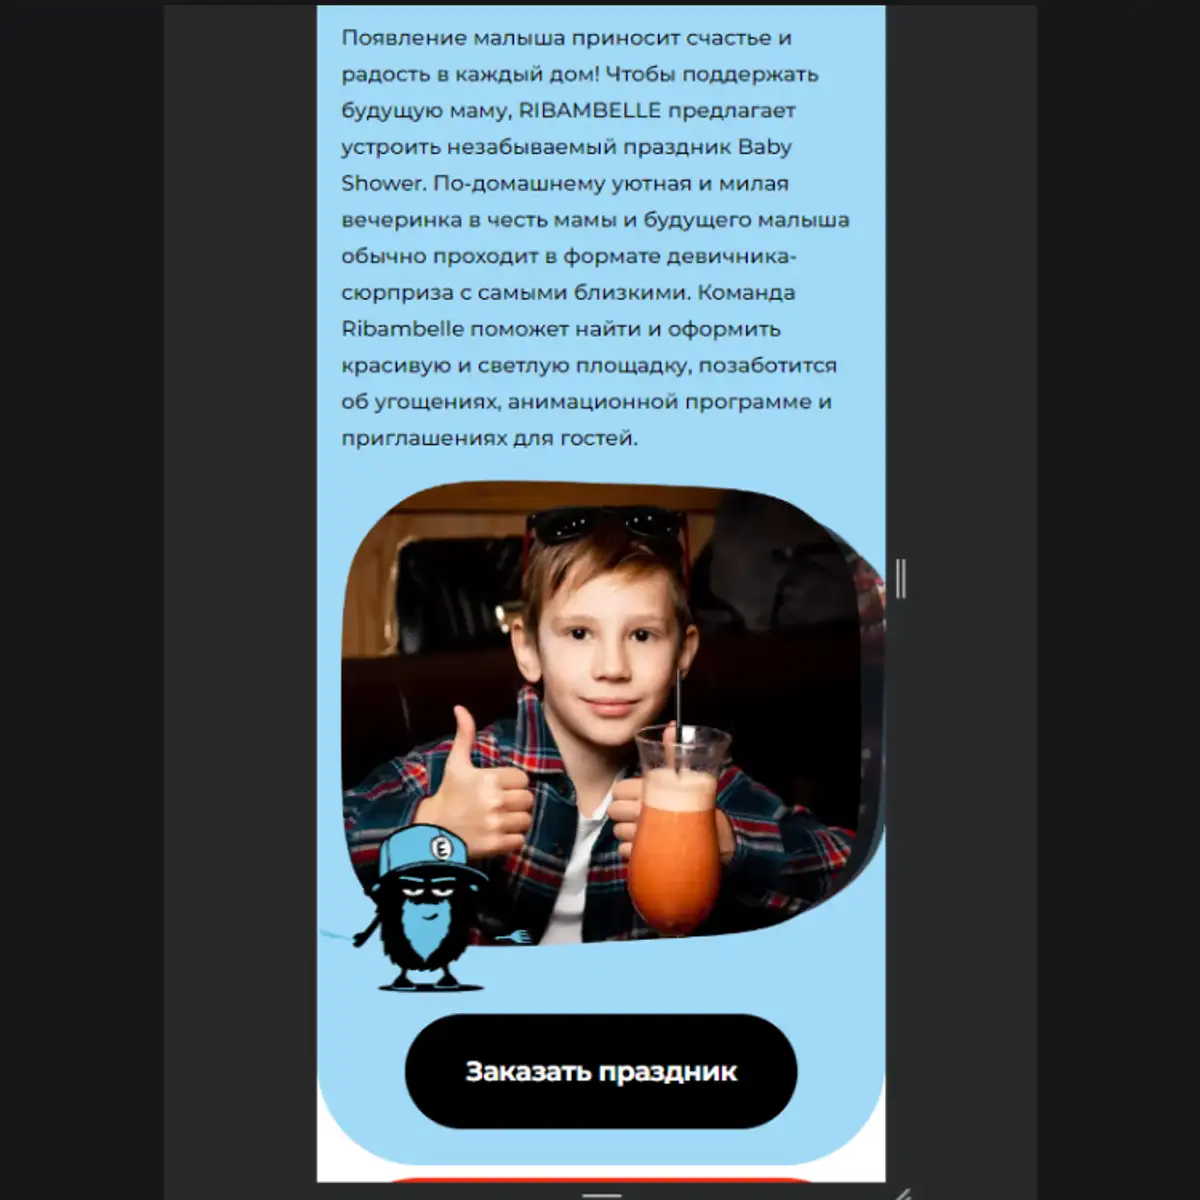 Появление малыша приносит счастье и
радость в каждый дом! Чтобы поддержать
будущую маму, RIBAMBELLE предлагает
устроить незабываемый праздник Baby
Shower. По-домашнему уютная и милая
вечеринка в честь мамы и будущего малыша
обычно проходит в формате девичника-
сюрприза с самыми близкими. Команда
Ribambelle поможет найти и оформить
красивую и светлую площадку, позаботится
об угощениях, анимационной программе и
приглашениях для гостей.
E
Заказать праздник